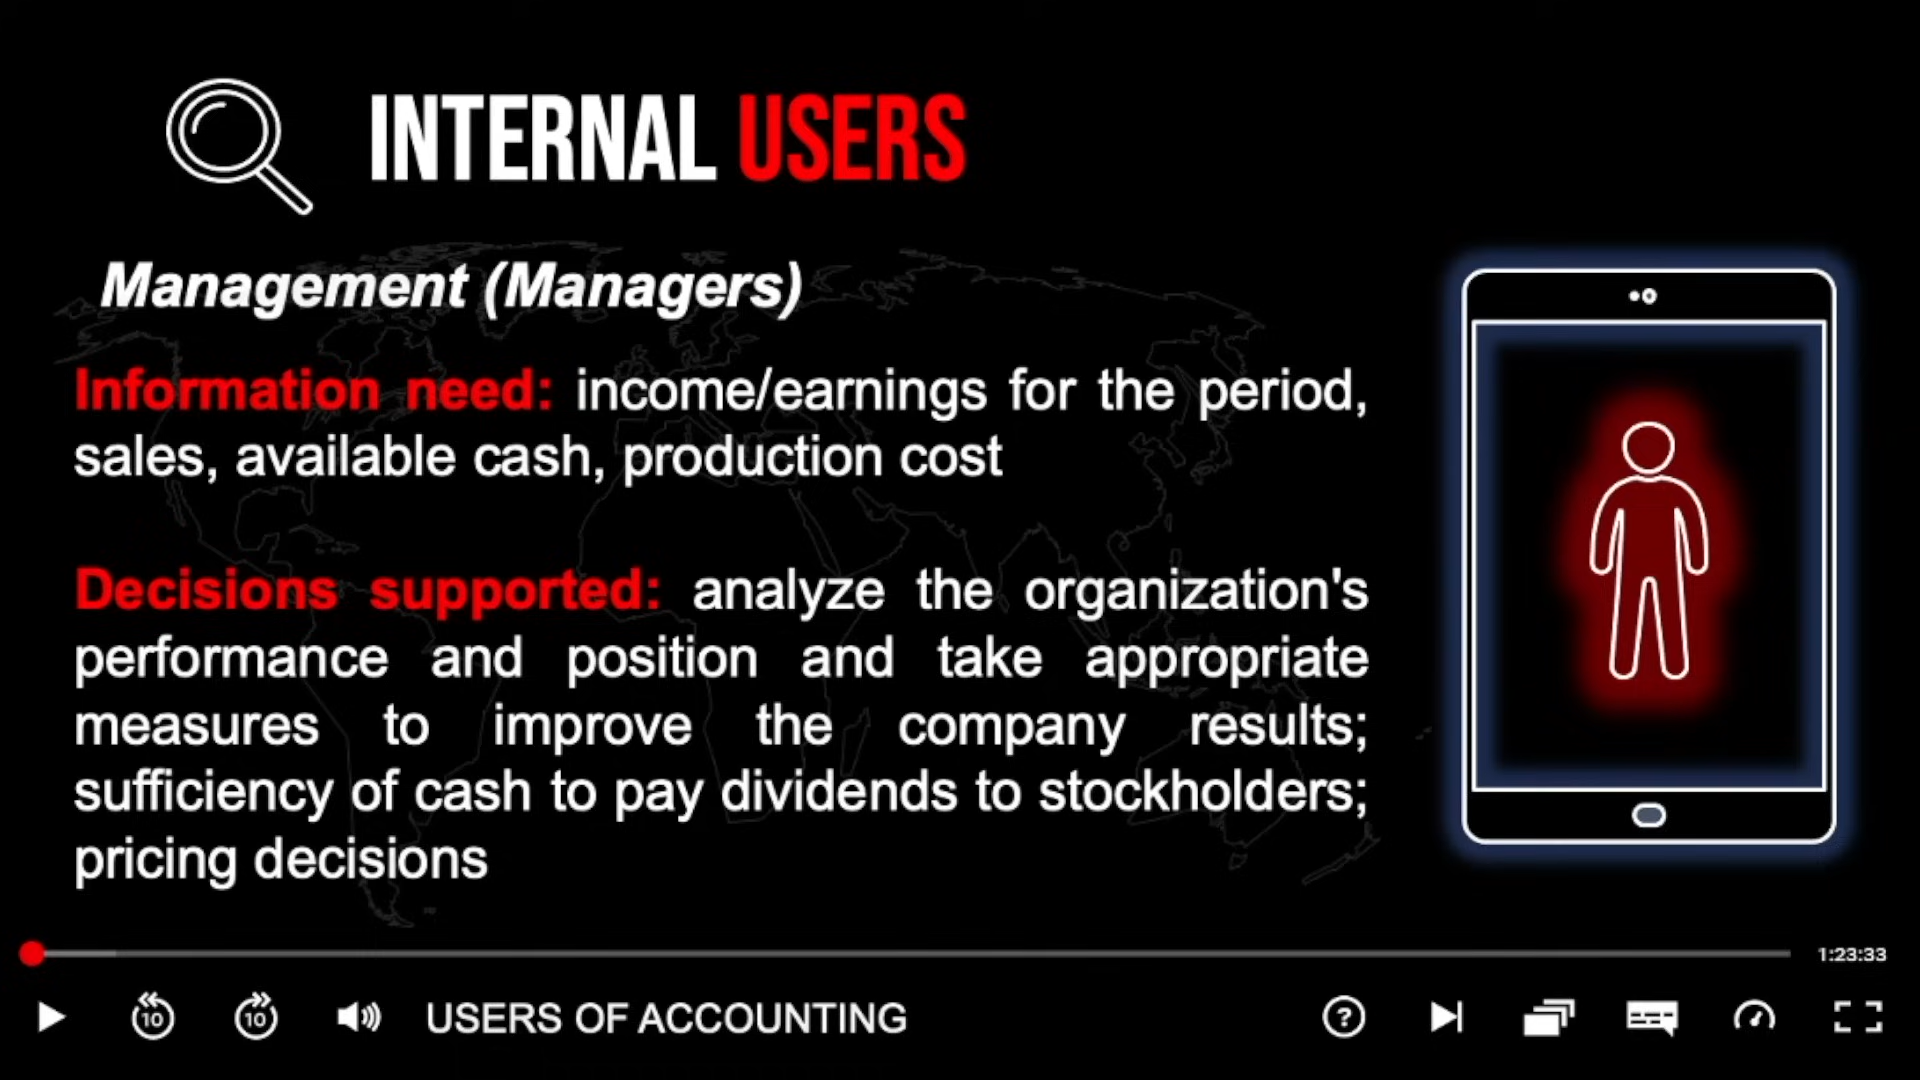 INTERNAL USERS
Management (Managers)
Information need: income/earnings for the period,
sales, available cash, production cost
Decisions supported: analyze the organization's
performance and position and take appropriate
measures to improve the company results;
sufficiency of cash to pay dividends to stockholders;
pricing decisions
1:23:33
10 10 USERS OF ACCOUNTING ?